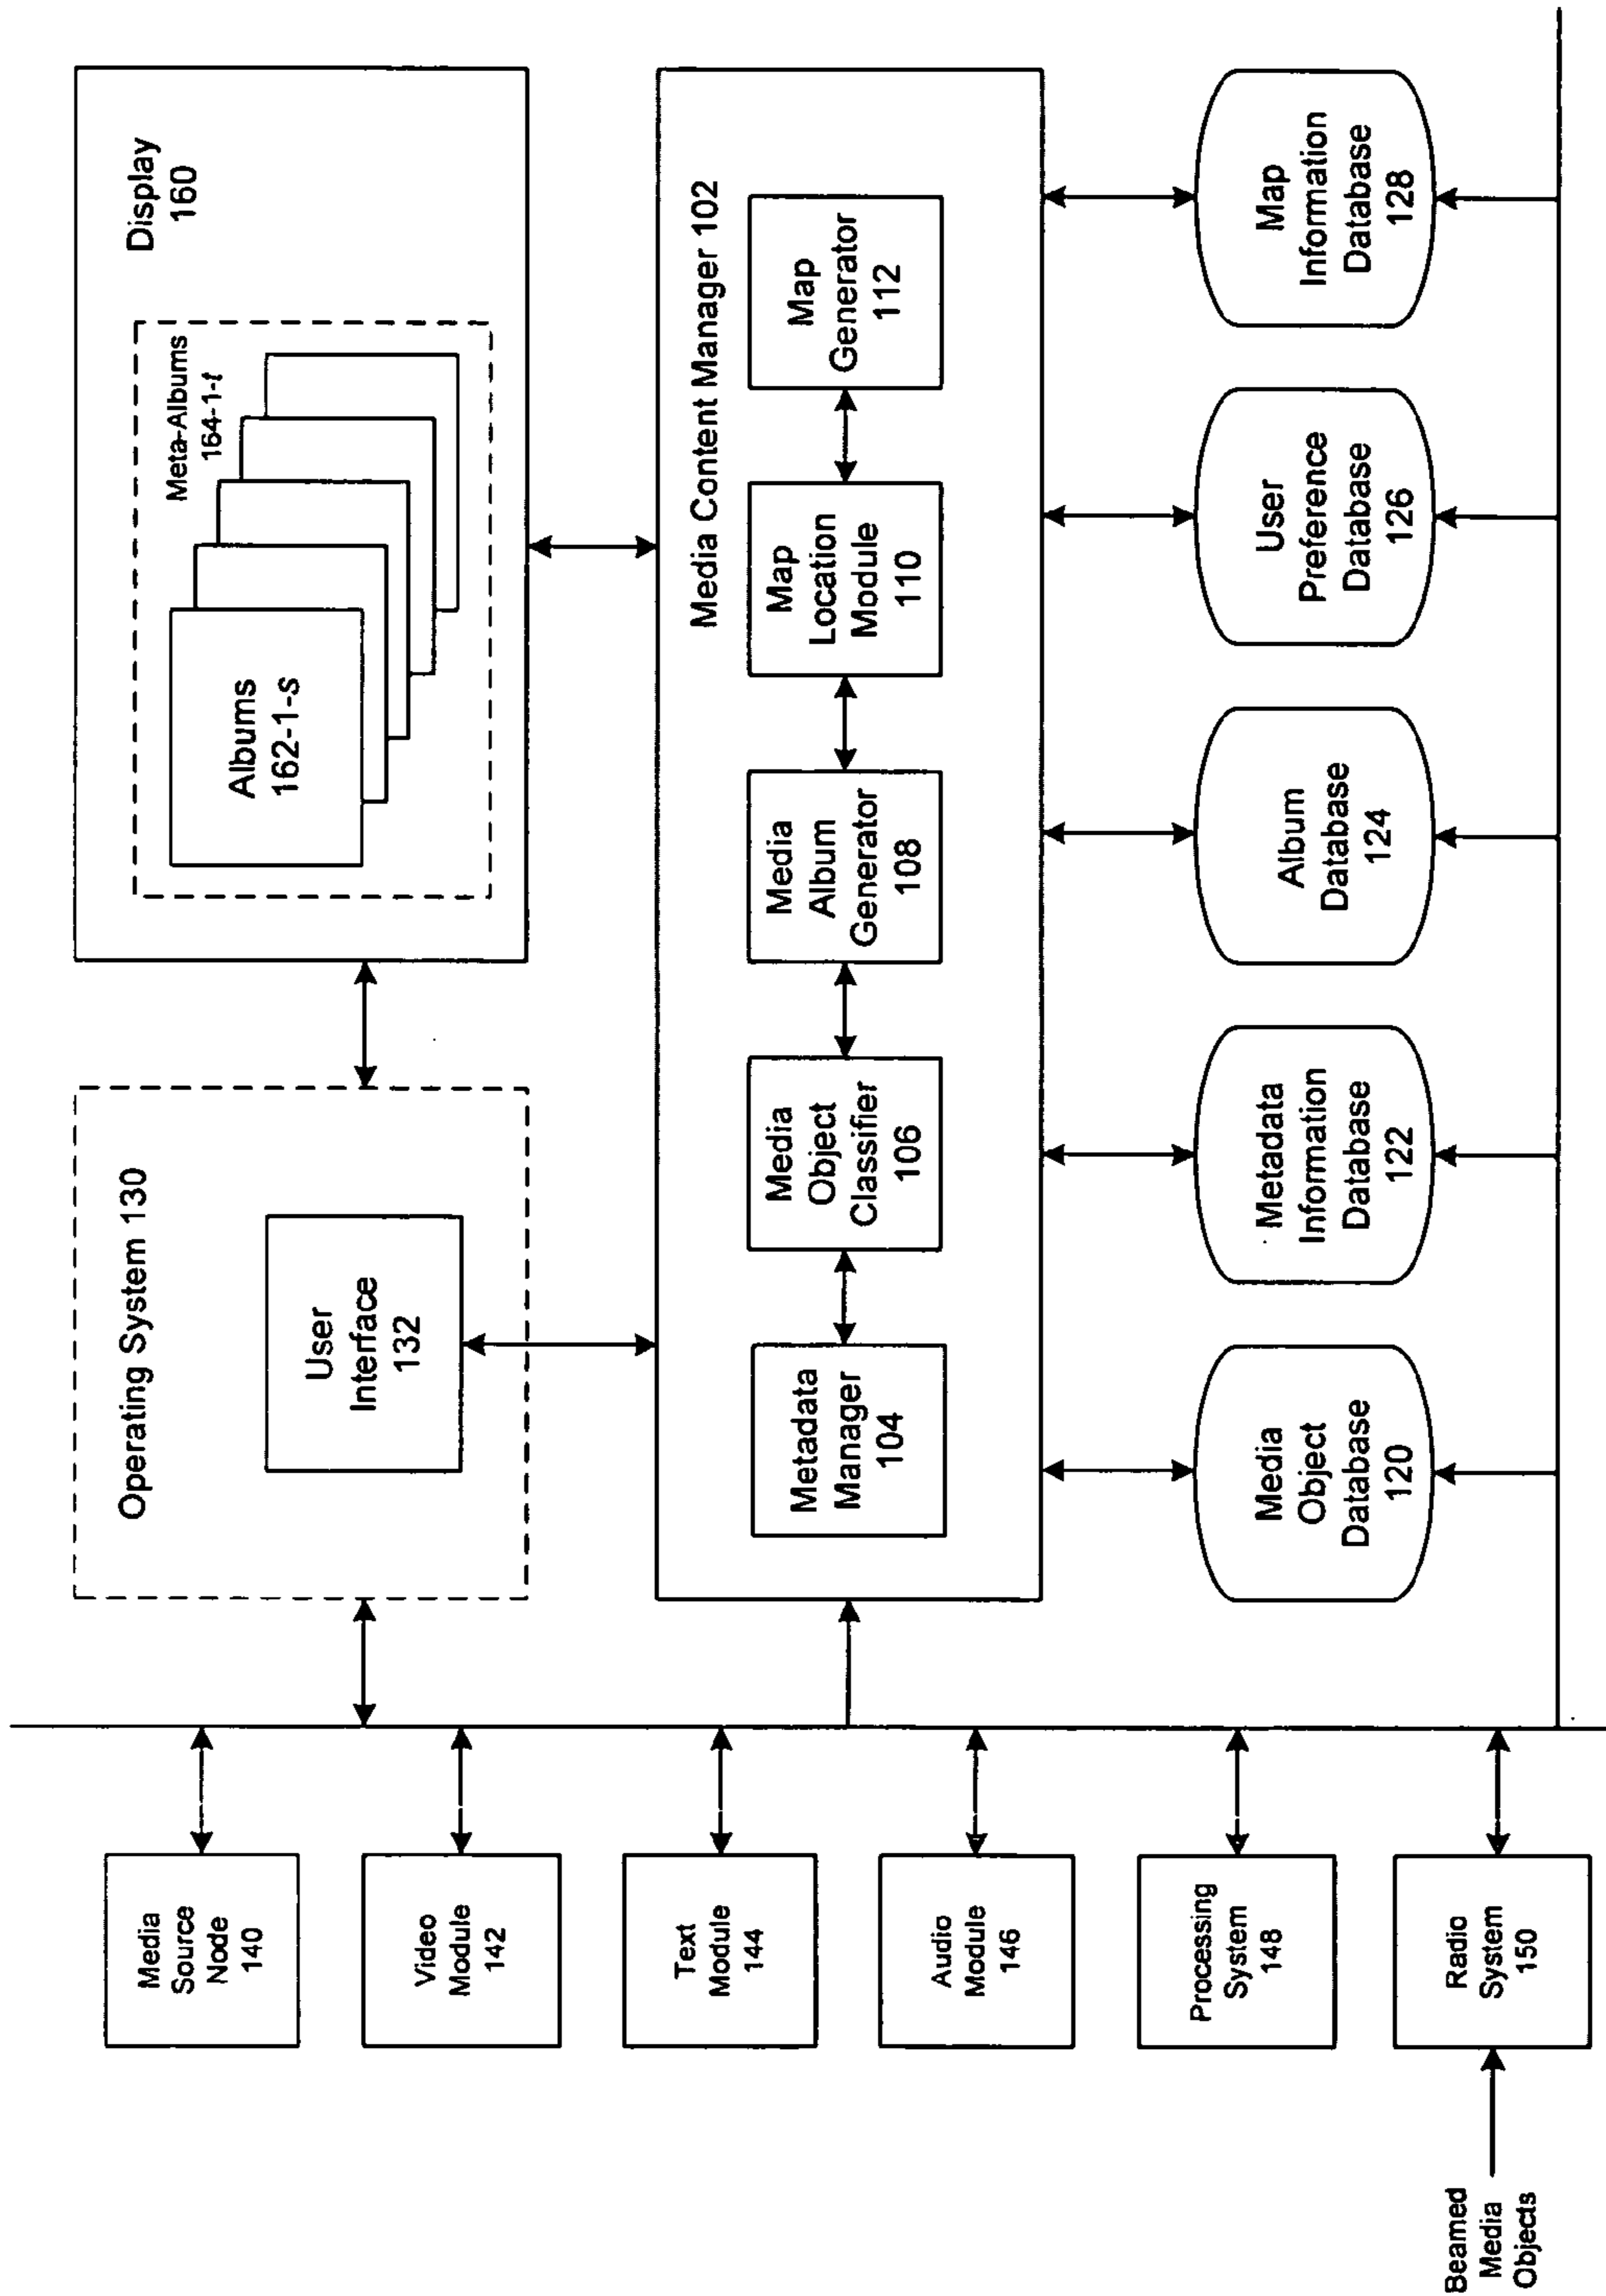 Media
Source
Node
140
Video
Module
142
Text
Module
144
Audio
Module
146
Processing
System
148
Radio
System
150
Beamed
Media
Objects
Operating System 130
User
Interface
132
Display
160
Meta-Albums
164-1-t
Albums
162-1-s
Media Content Manager 102
Metadata
Manager
104
Media
Object
Classifier
106
Media
Album
Generator
108
Map
Location
Module
110
Map
Generator
112
Media
Object
Database
120
Metadata
Information
Database
122
Album
Database
124
User
Preference
Database
126
Map
Information
Database
128